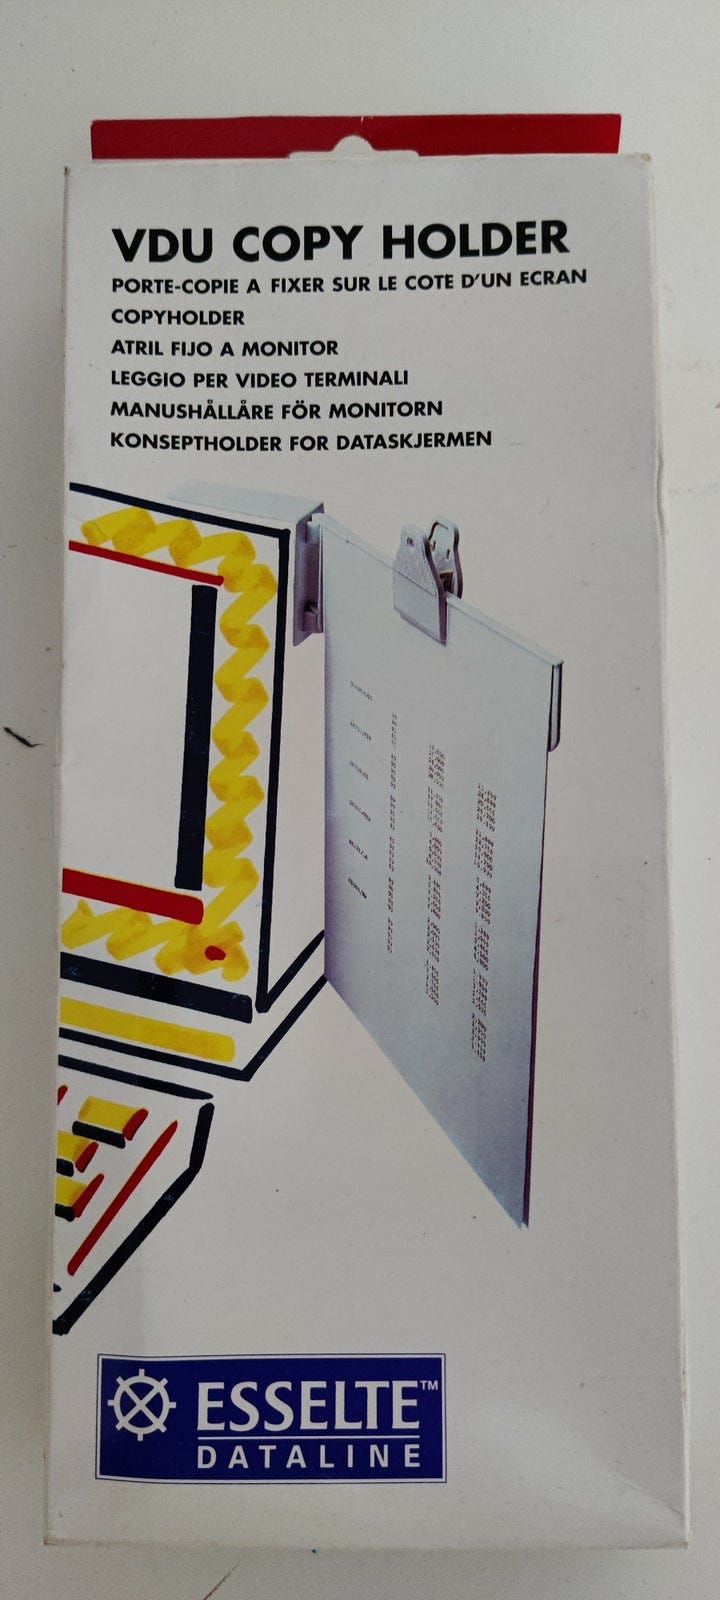 VDU COPY HOLDER
PORTE-COPIE A FIXER SUR LE COTE D'UN ECRAN
COPYHOLDER
ATRIL FIJO A MONITOR
LEGGIO PER VIDEO TERMINALI
MANUSHÅLLÅRE FÖR MONITORN
KONSEPTHOLDER FOR DATASKJERMEN
ESSELTE™
DATALINE